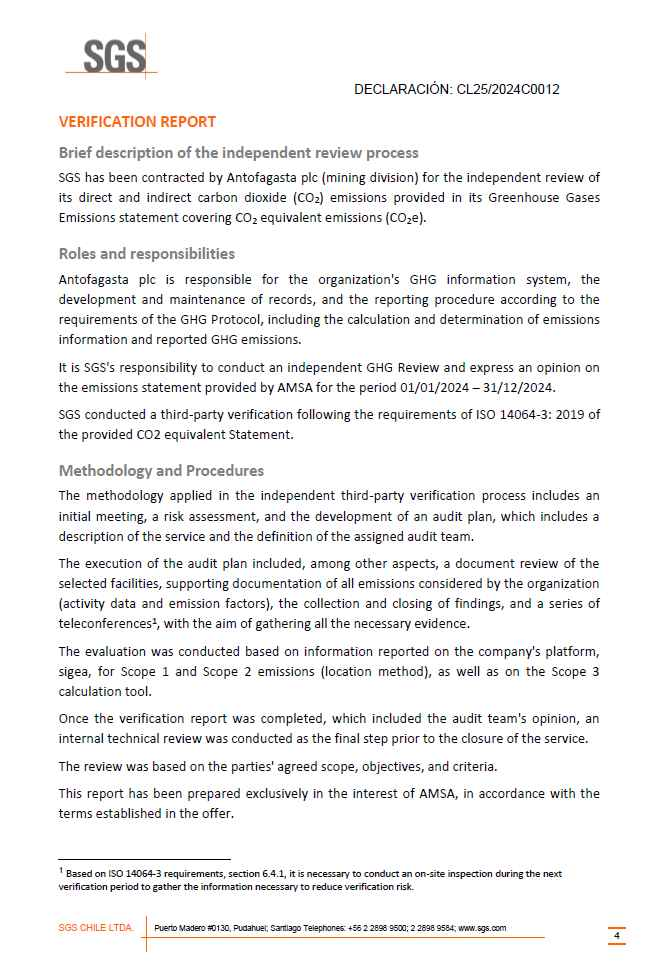 SGS
DECLARACIÓN: CL25/2024C0012
VERIFICATION REPORT
Brief description of the independent review process
SGS has been contracted by Antofagasta plc (mining division) for the independent review of
its direct and indirect carbon dioxide (CO₂) emissions provided in its Greenhouse Gases
Emissions statement covering CO₂ equivalent emissions (CO₂e).
Roles and responsibilities
Antofagasta plc is responsible for the organization's GHG information system, the
development and maintenance of records, and the reporting procedure according to the
requirements of the GHG Protocol, including the calculation and determination of emissions
information and reported GHG emissions.
It is SGS's responsibility to conduct an independent GHG Review and express an opinion on
the emissions statement provided by AMSA for the period 01/01/2024 – 31/12/2024.
SGS conducted a third-party verification following the requirements of ISO 14064-3: 2019 of
the provided CO2 equivalent Statement.
Methodology and Procedures
The methodology applied in the independent third-party verification process includes an
initial meeting, a risk assessment, and the development of an audit plan, which includes a
description of the service and the definition of the assigned audit team.
The execution of the audit plan included, among other aspects, a document review of the
selected facilities, supporting documentation of all emissions considered by the organization
(activity data and emission factors), the collection and closing of findings, and a series of
teleconferences¹, with the aim of gathering all the necessary evidence.
The evaluation was conducted based on information reported on the company's platform,
sigea, for Scope 1 and Scope 2 emissions (location method), as well as on the Scope 3
calculation tool.
Once the verification report was completed, which included the audit team's opinion, an
internal technical review was conducted as the final step prior to the closure of the service.
The review was based on the parties' agreed scope, objectives, and criteria.
This report has been prepared exclusively in the interest of AMSA, in accordance with the
terms established in the offer.
¹ Based on ISO 14064-3 requirements, section 6.4.1, it is necessary to conduct an on-site inspection during the next
verification period to gather the information necessary to reduce verification risk.
SGS CHILE LTDA. Puerto Madero #0130, Pudahuel; Santiago Telephones: +56 2 2898 9500; 2 2898 9584; www.sgs.com
4